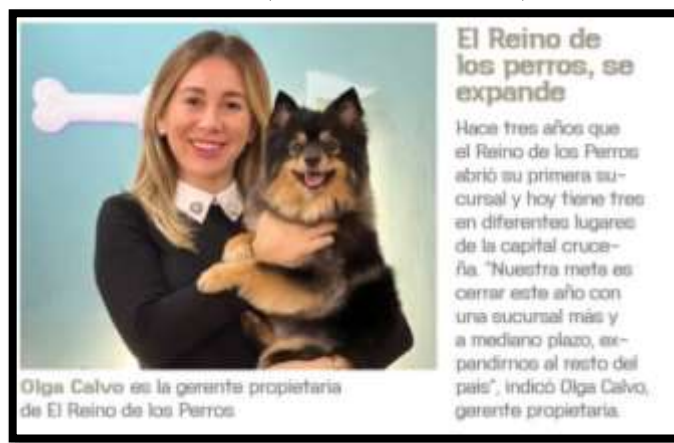 El Reino de
los perros, se
expande
Hace tres años que
el Reino de los Perros
abrió su primera su-
cursal y hoy tiene tres
en diferentes lugares
de la capital cruce-
ña. "Nuestra meta es
cerrar este año con
una sucursal más y
a mediano plazo, ex-
pandirnos al resto del
país", indicó Olga Calvo,
gerente propietaria.
Olga Calvo es la gerente propietaria
de El Reino de los Perros